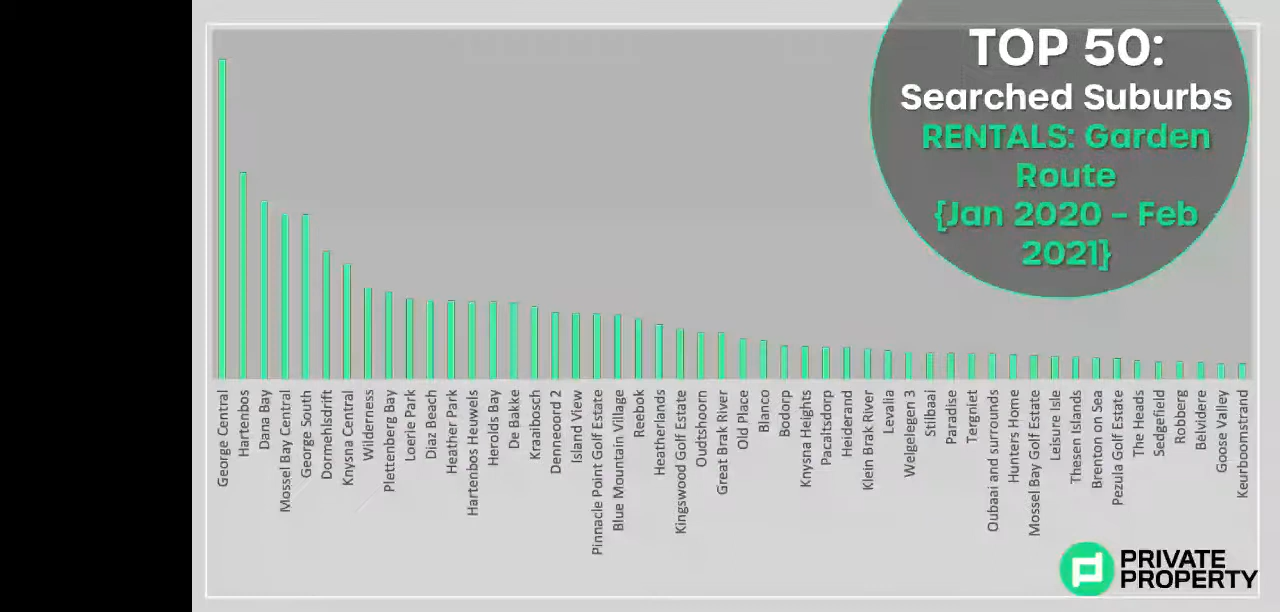 TOP 50:
Searched Suburbs
RENTALS: Garden
Route
{Jan 2020 - Feb
2021}
George Central
Hartenbos
Dana Bay
Mossel Bay Central
George South
Dormehlsdrift
Knysna Central
Wilderness
Plettenberg Bay
Loerie Park
Diaz Beach
Heather Park
Hartenbos Heuwels
Herolds Bay
De Bakke
Kraaibosch
Denneoord 2
Island View
Pinnacle Point Golf Estate
Blue Mountain Village
Reebok
Heatherlands
Kingswood Golf Estate
Oudtshoorn
Great Brak River
Old Place
Blanco
Bodorp
Knysna Heights
Pacaltsdorp
Heiderand
Klein Brak River
Levalia
Welgelegen 3
Stilbaai
Paradise
Tergniet
Oubaai and surrounds
Hunters Home
Mossel Bay Golf Estate
Leisure Isle
Thesen Islands
Brenton on Sea
Pezula Golf Estate
The Heads
Sedgefield
Robberg
Belvidere
Goose Valley
Keurboomstrand
PRIVATE
PROPERTY